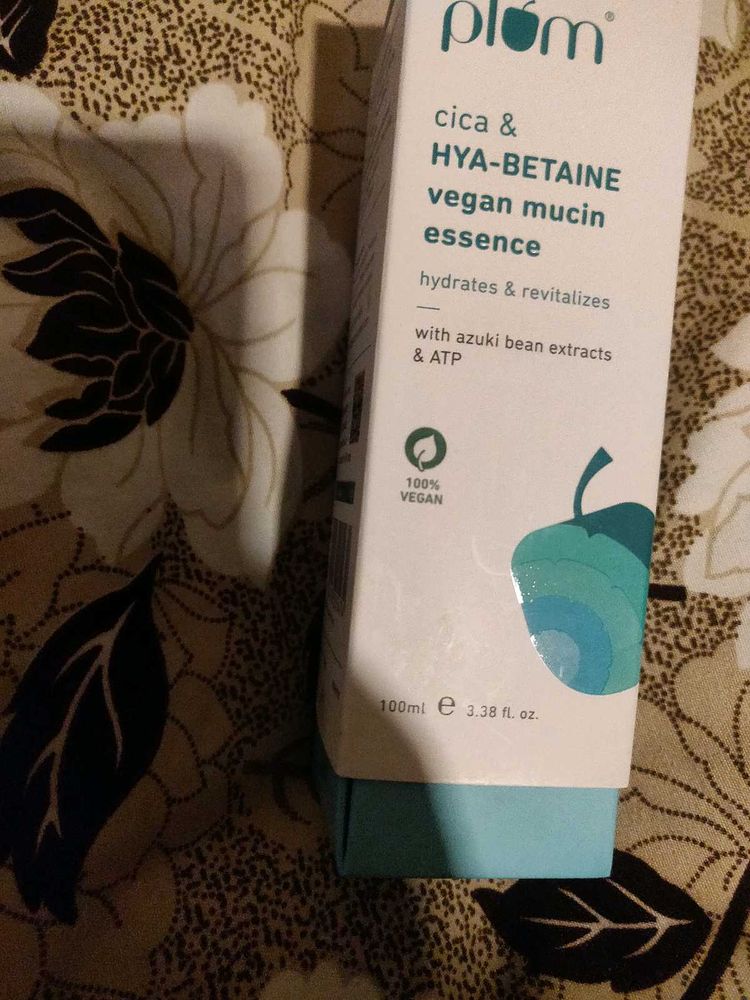 plum®
cica &
HYA-BETAINE
vegan mucin
essence
hydrates & revitalizes
with azuki bean extracts
& ATP
100%
VEGAN
100ml ℮ 3.38 fl. oz.